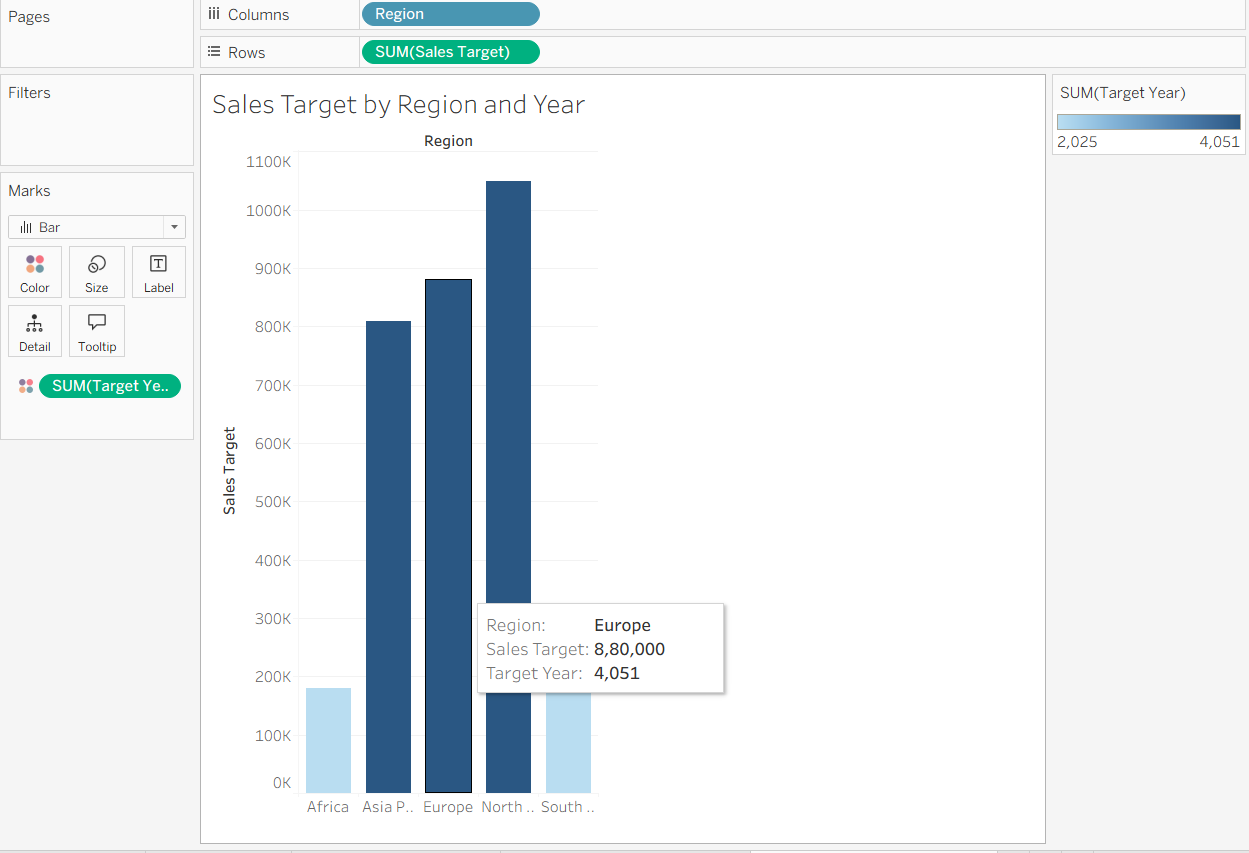 Pages
Columns
Region
Rows
SUM(Sales Target)
Filters
Marks
Bar
Color
Size
Label
Detail
Tooltip
SUM(Target Ye..
Sales Target by Region and Year
Region
1100K
1000K
900K
800K
700K
600K
500K
400K
300K
200K
100K
0K
Sales Target
Africa
Asia P..
Europe
North ..
South ..
Region: Europe
Sales Target: 8,80,000
Target Year: 4,051
SUM(Target Year)
2,025 4,051